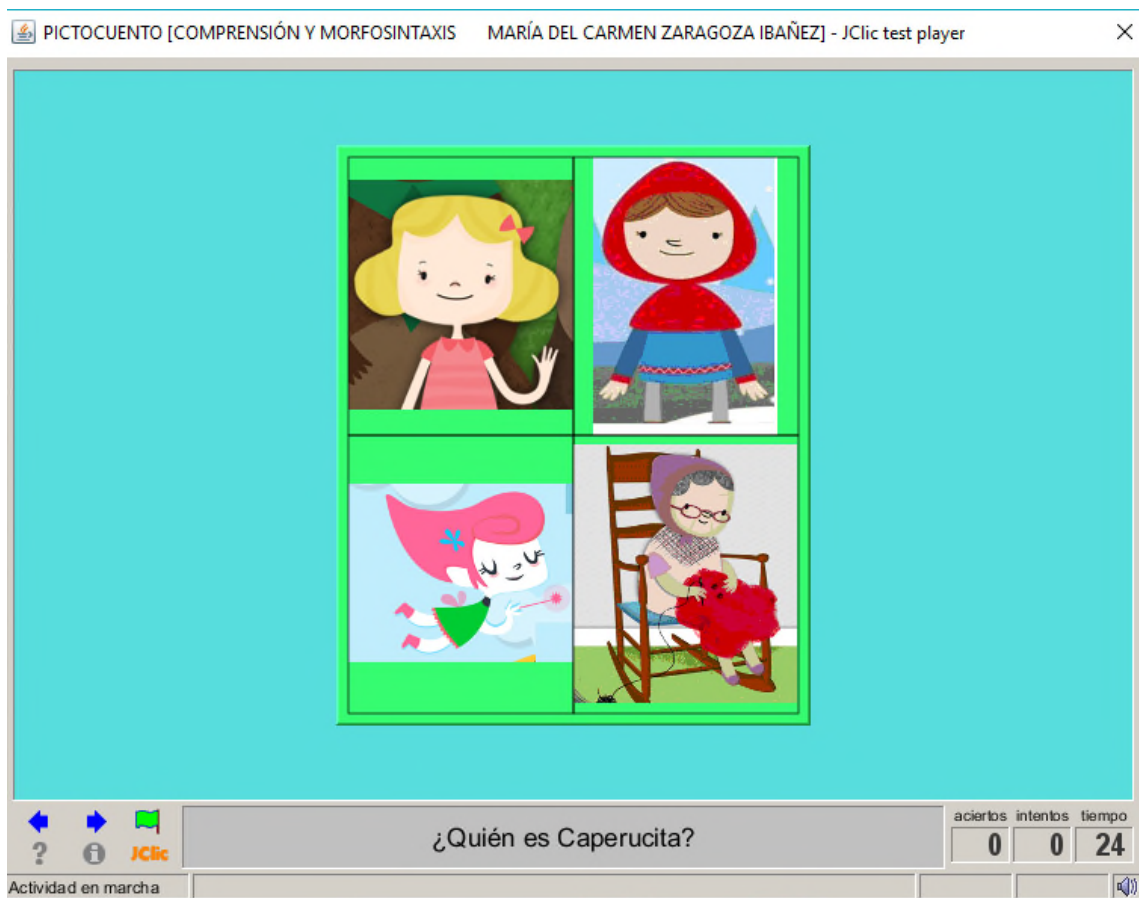 PICTOCUENTO [COMPRENSIÓN Y MORFOSINTAXIS MARÍA DEL CARMEN ZARAGOZA IBAÑEZ] - JClic test player
¿Quién es Caperucita?
aciertos intentos tiempo
0 0 24
JClic
Actividad en marcha